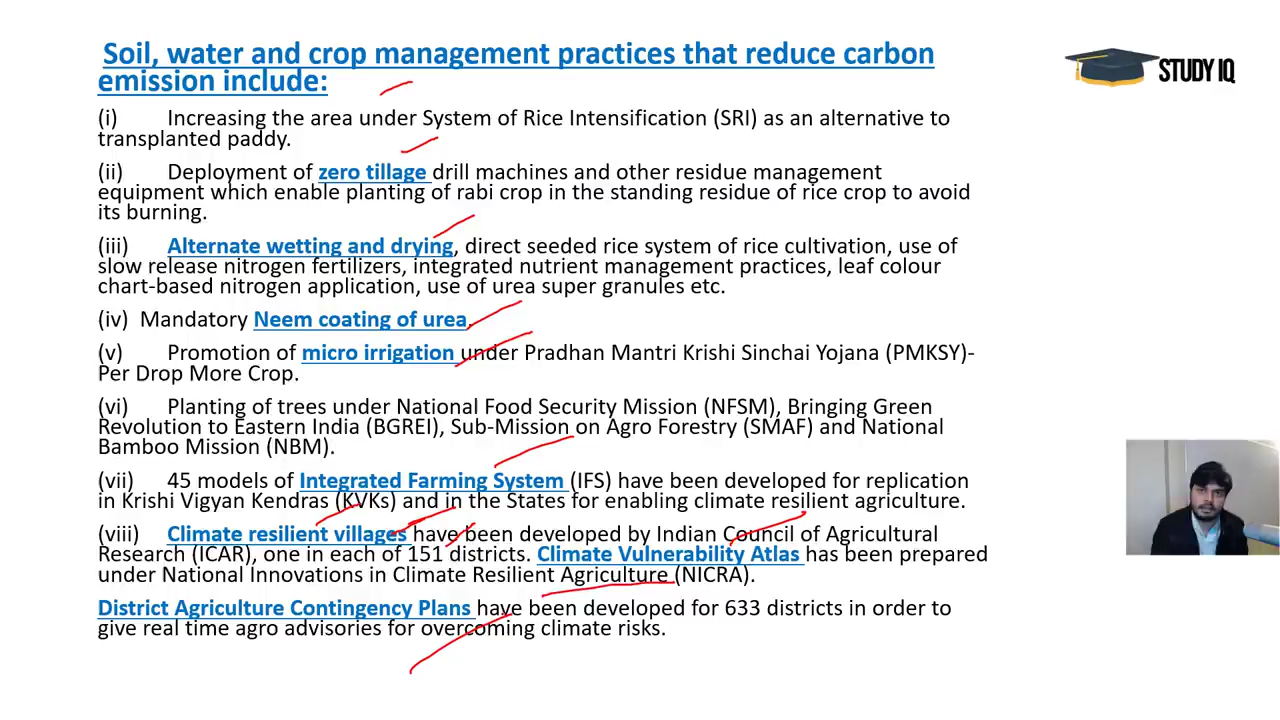 Soil, water and crop management practices that reduce carbon
emission include:
STUDY IQ
(i) Increasing the area under System of Rice Intensification (SRI) as an alternative to
transplanted paddy.
(ii) Deployment of zero tillage drill machines and other residue management
equipment which enable planting of rabi crop in the standing residue of rice crop to avoid
its burning.
(iii) Alternate wetting and drying, direct seeded rice system of rice cultivation, use of
slow release nitrogen fertilizers, integrated nutrient management practices, leaf colour
chart-based nitrogen application, use of urea super granules etc.
(iv) Mandatory Neem coating of urea.
(v) Promotion of micro irrigation under Pradhan Mantri Krishi Sinchai Yojana (PMKSY)-
Per Drop More Crop.
(vi) Planting of trees under National Food Security Mission (NFSM), Bringing Green
Revolution to Eastern India (BGREI), Sub-Mission on Agro Forestry (SMAF) and National
Bamboo Mission (NBM).
(vii) 45 models of Integrated Farming System (IFS) have been developed for replication
in Krishi Vigyan Kendras (KVKs) and in the States for enabling climate resilient agriculture.
(viii) Climate resilient villages have been developed by Indian Council of Agricultural
Research (ICAR), one in each of 151 districts. Climate Vulnerability Atlas has been prepared
under National Innovations in Climate Resilient Agriculture (NICRA).
District Agriculture Contingency Plans have been developed for 633 districts in order to
give real time agro advisories for overcoming climate risks.